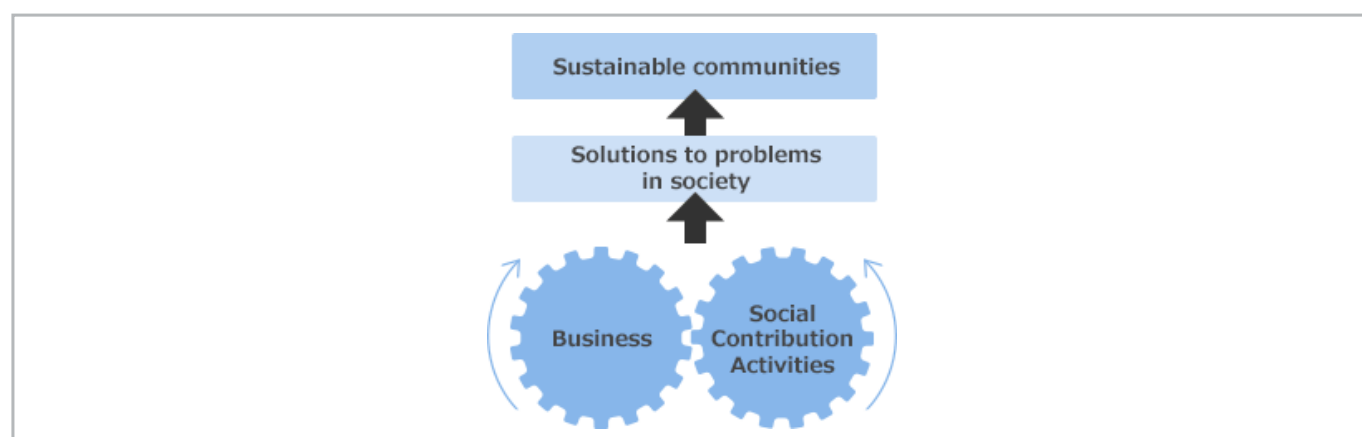 Sustainable communities
Solutions to problems
in society
Business
Social
Contribution
Activities